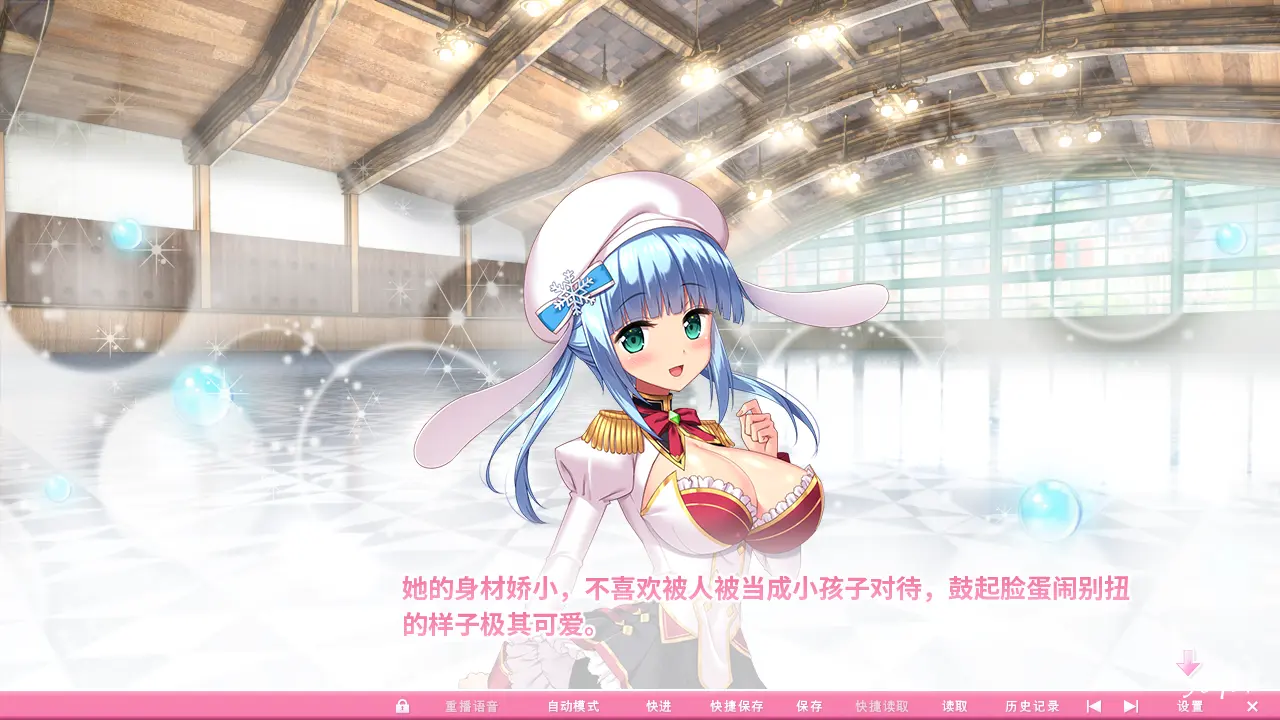 她的身材娇小，不喜欢被人被当成小孩子对待，鼓起脸蛋闹别扭
的样子极其可爱。
重播语音 自动模式 快进 快捷保存 保存 快捷读取 读取 历史记录 设置